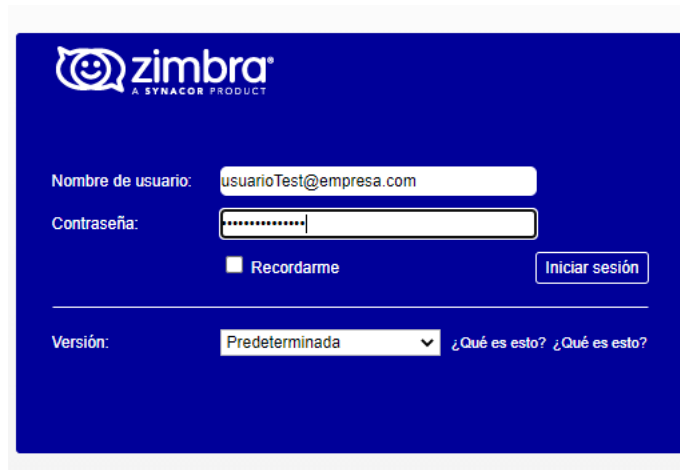 zimbra®
A SYNACOR PRODUCT
Nombre de usuario: usuarioTest@empresa.com
Contraseña: ••••••••••••••
Recordarme Iniciar sesión
Versión: Predeterminada ¿Qué es esto? ¿Qué es esto?